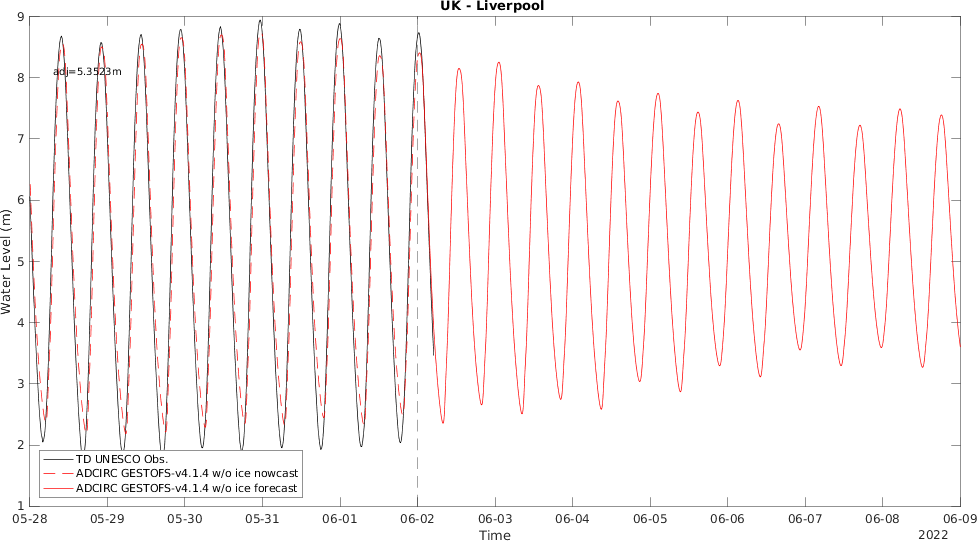 UK - Liverpool
9
8
adj=5.3523m
7
6
5
4
3
2
1
Water Level (m)
TD UNESCO Obs.
ADCIRC GESTOFS-v4.1.4 w/o ice nowcast
ADCIRC GESTOFS-v4.1.4 w/o ice forecast
05-28 05-29 05-30 05-31 06-01 06-02 06-03 06-04 06-05 06-06 06-07 06-08 06-09
Time
2022